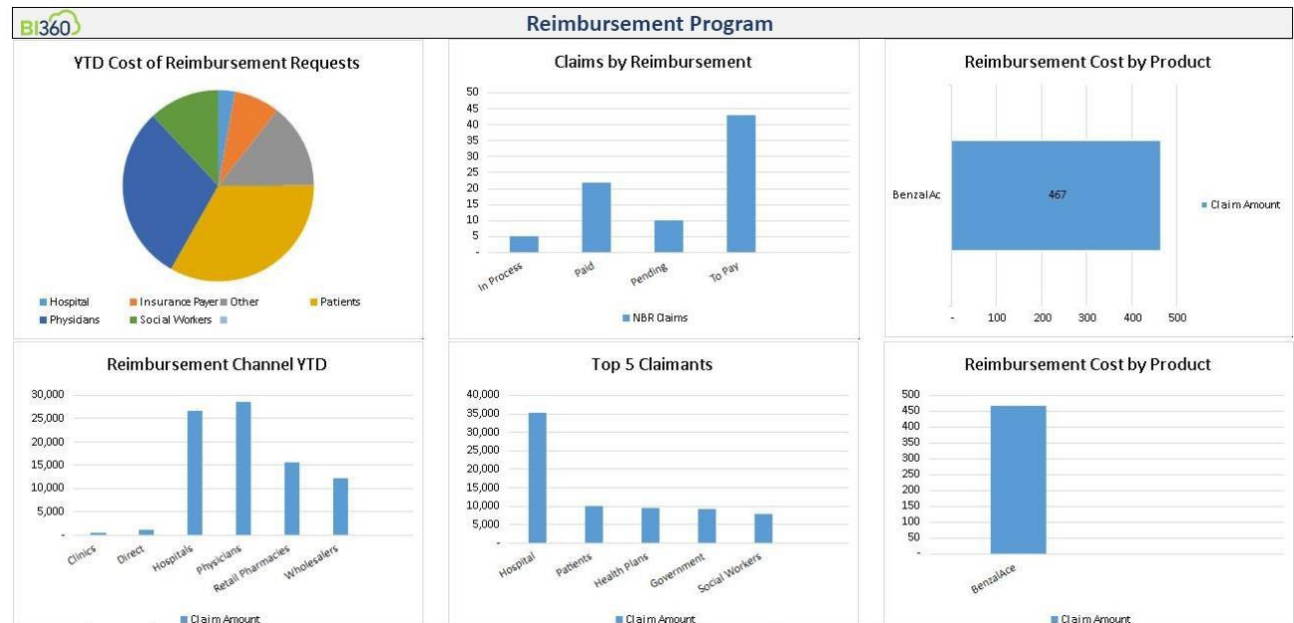 BI360
Reimbursement Program
YTD Cost of Reimbursement Requests
Hospital
Insurance Payer
Other
Patients
Physicians
Social Workers
Claims by Reimbursement
50
45
40
35
30
25
20
15
10
5
-
In Process
Paid
Pending
To Pay
NBR Claims
Reimbursement Cost by Product
BenzalAc
467
Claim Amount
-
100
200
300
400
500
Reimbursement Channel YTD
30,000
25,000
20,000
15,000
10,000
5,000
-
Clinics
Direct
Hospitals
Physicians
Retail Pharmacies
Wholesalers
Claim Amount
Top 5 Claimants
40,000
35,000
30,000
25,000
20,000
15,000
10,000
5,000
-
Hospital
Patients
Health Plans
Government
Social Workers
Claim Amount
Reimbursement Cost by Product
500
450
400
350
300
250
200
150
100
50
-
BenzalAce
Claim Amount